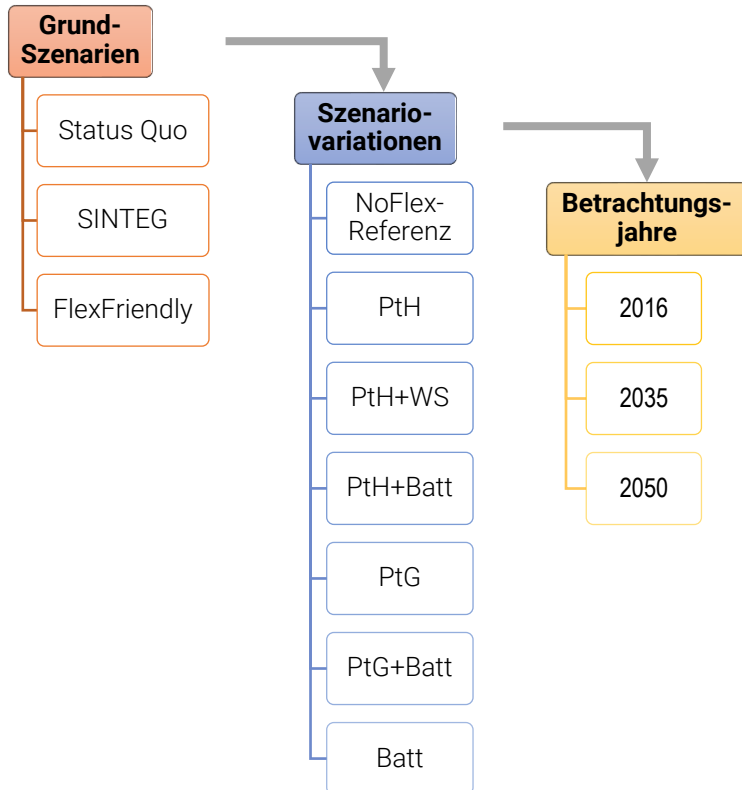 Grund-
Szenarien
Status Quo
SINTEG
FlexFriendly
Szenario-
variationen
NoFlex-
Referenz
PtH
PtH+WS
PtH+Batt
PtG
PtG+Batt
Batt
Betrachtungs-
jahre
2016
2035
2050